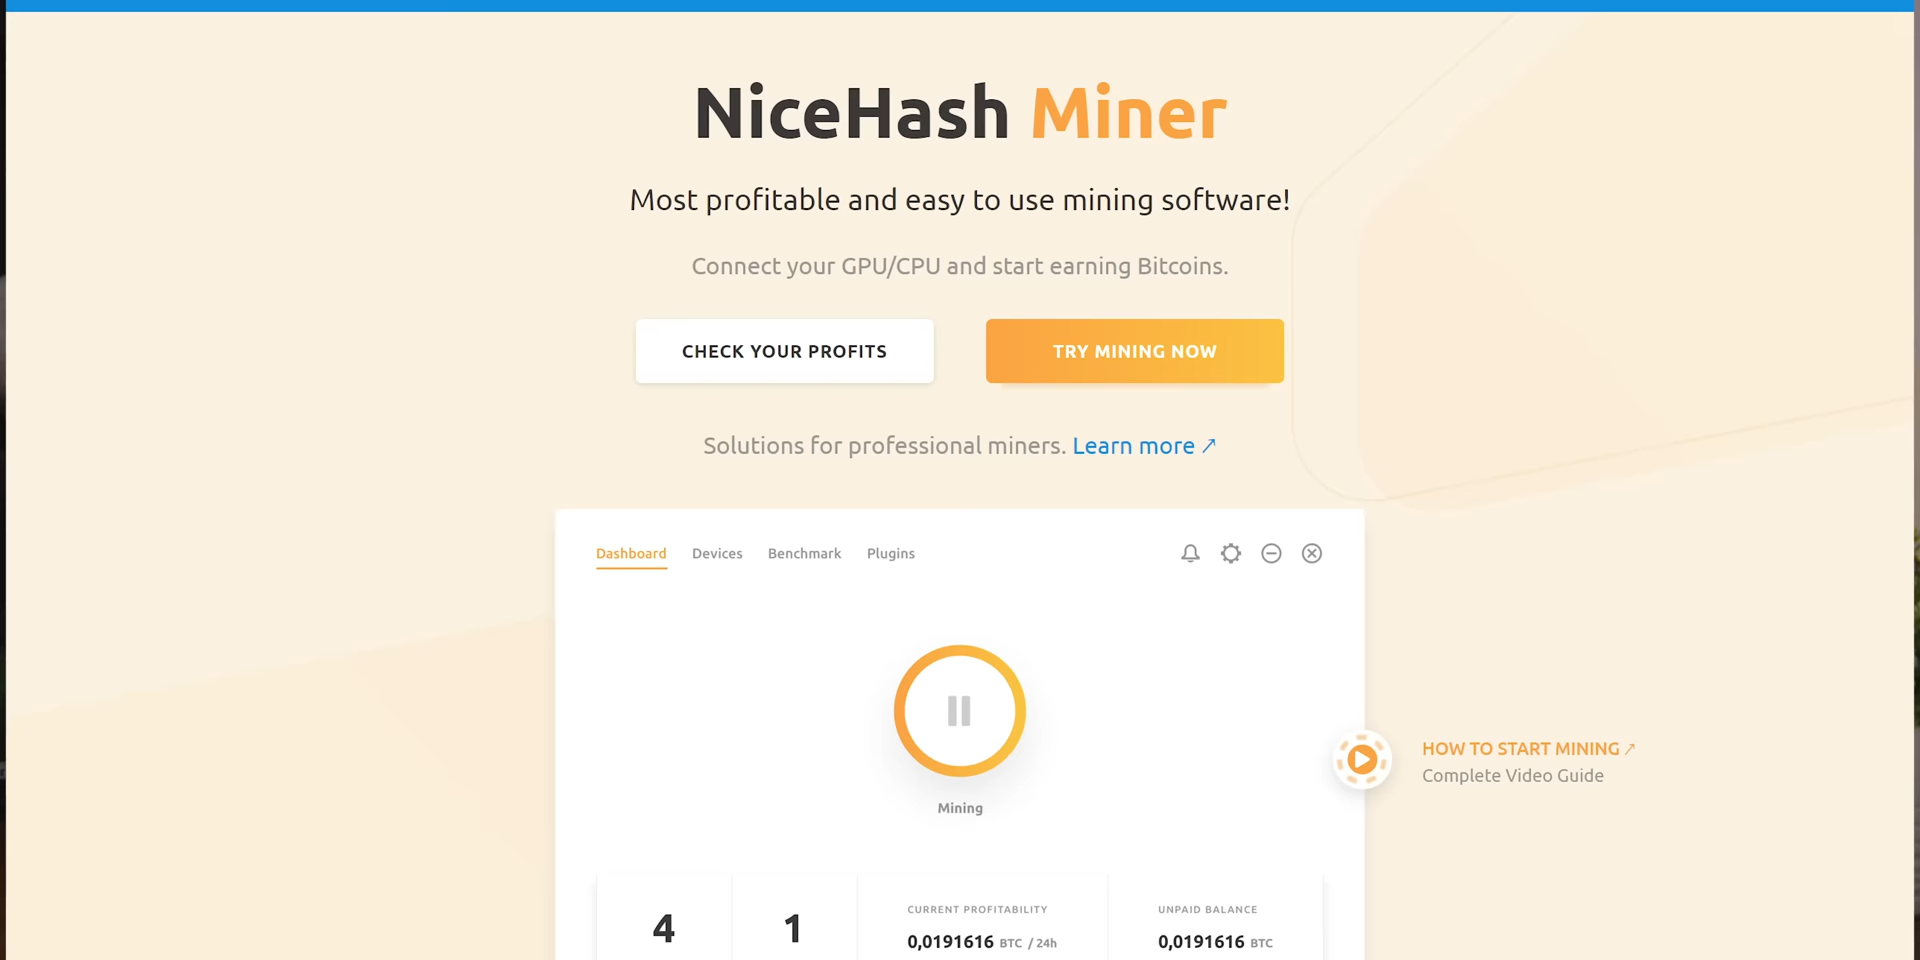 NiceHash Miner
Most profitable and easy to use mining software!
Connect your GPU/CPU and start earning Bitcoins.
CHECK YOUR PROFITS
TRY MINING NOW
Solutions for professional miners. Learn more ↗
Dashboard Devices Benchmark Plugins
Mining
HOW TO START MINING ↗
Complete Video Guide
4
1
CURRENT PROFITABILITY
0,0191616 BTC / 24h
UNPAID BALANCE
0,0191616 BTC